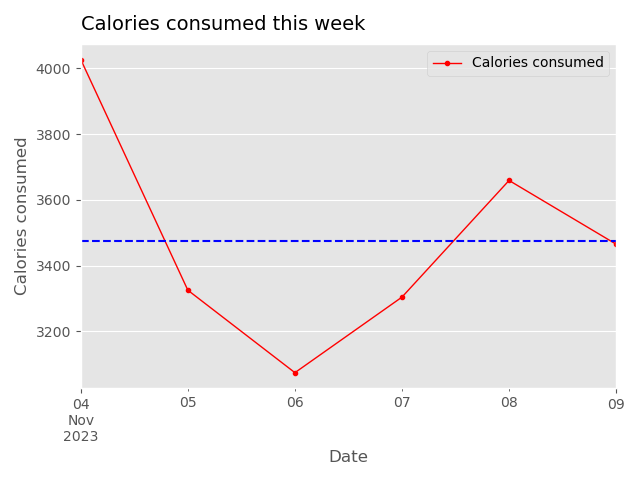 Calories consumed this week
Calories consumed
4000
3800
3600
3400
3200
Calories consumed
04
Nov
2023
05
06
07
08
09
Date